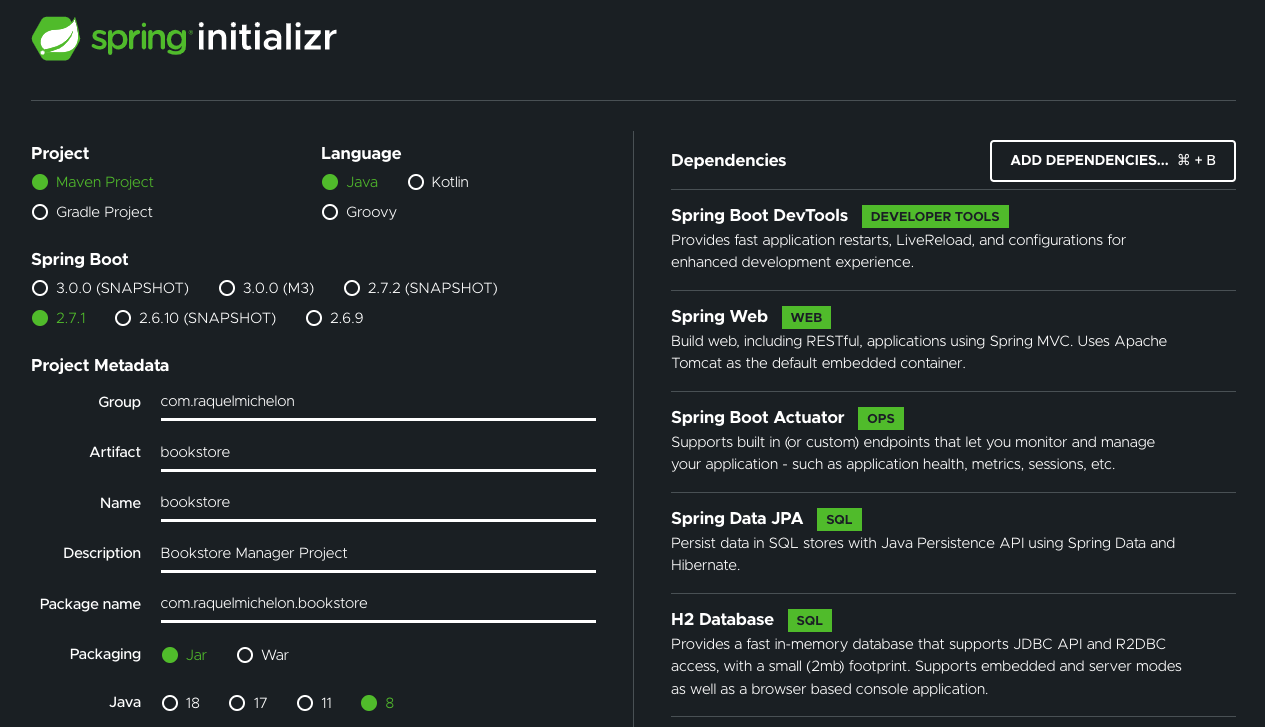 spring initializr
Project
Maven Project
Gradle Project
Language
Java Kotlin
Groovy
Spring Boot
3.0.0 (SNAPSHOT) 3.0.0 (M3) 2.7.2 (SNAPSHOT)
2.7.1 2.6.10 (SNAPSHOT) 2.6.9
Project Metadata
Group com.raquelmichelon
Artifact bookstore
Name bookstore
Description Bookstore Manager Project
Package name com.raquelmichelon.bookstore
Packaging Jar War
Java 18 17 11 8
Dependencies ADD DEPENDENCIES... ⌘ + B
Spring Boot DevTools DEVELOPER TOOLS
Provides fast application restarts, LiveReload, and configurations for
enhanced development experience.
Spring Web WEB
Build web, including RESTful, applications using Spring MVC. Uses Apache
Tomcat as the default embedded container.
Spring Boot Actuator OPS
Supports built in (or custom) endpoints that let you monitor and manage
your application - such as application health, metrics, sessions, etc.
Spring Data JPA SQL
Persist data in SQL stores with Java Persistence API using Spring Data and
Hibernate.
H2 Database SQL
Provides a fast in-memory database that supports JDBC API and R2DBC
access, with a small (2mb) footprint. Supports embedded and server modes
as well as a browser based console application.